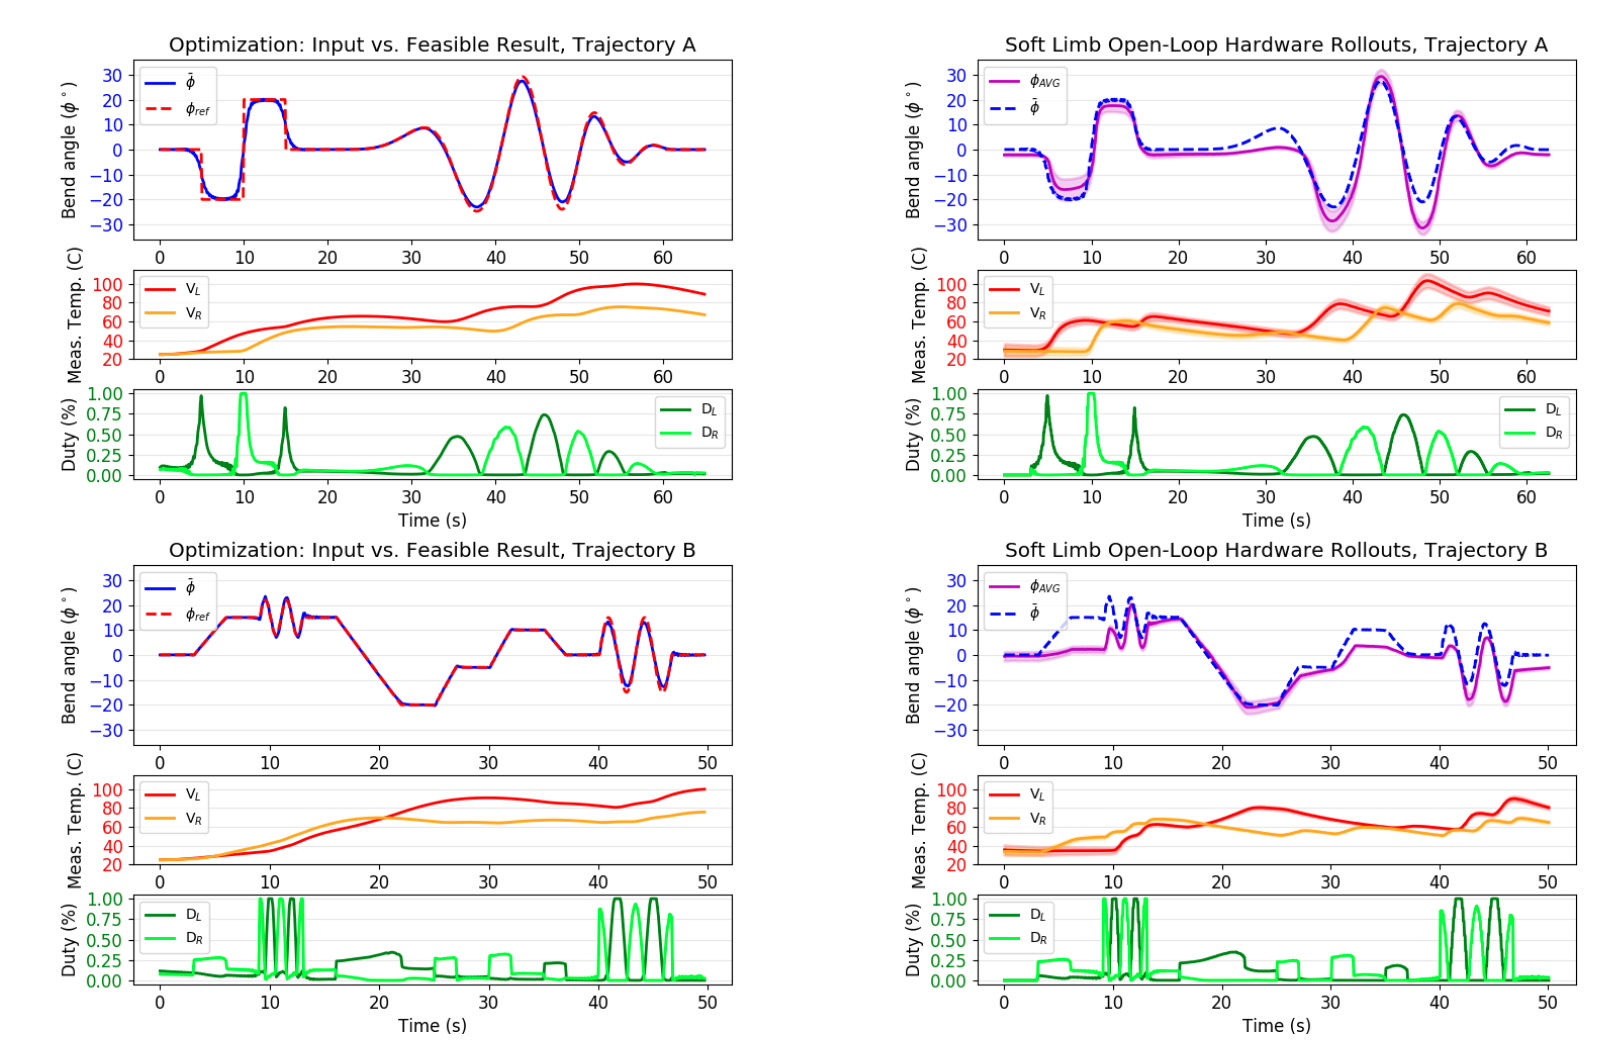 Optimization: Input vs. Feasible Result, Trajectory A
Bend angle (ϕ°)
30
20
10
0
−10
−20
−30
ϕ̄
ϕref
0 10 20 30 40 50 60
Meas. Temp. (C)
100
80
60
40
20
VL
VR
0 10 20 30 40 50 60
Duty (%)
1.00
0.75
0.50
0.25
0.00
DL
DR
0 10 20 30 40 50 60
Time (s)
Soft Limb Open-Loop Hardware Rollouts, Trajectory A
Bend angle (ϕ°)
30
20
10
0
−10
−20
−30
ϕAVG
ϕ̄
0 10 20 30 40 50 60
Meas. Temp. (C)
100
80
60
40
20
VL
VR
0 10 20 30 40 50 60
Duty (%)
1.00
0.75
0.50
0.25
0.00
DL
DR
0 10 20 30 40 50 60
Time (s)
Optimization: Input vs. Feasible Result, Trajectory B
Bend angle (ϕ°)
30
20
10
0
−10
−20
−30
ϕ̄
ϕref
0 10 20 30 40 50
Meas. Temp. (C)
100
80
60
40
20
VL
VR
0 10 20 30 40 50
Duty (%)
1.00
0.75
0.50
0.25
0.00
DL
DR
0 10 20 30 40 50
Time (s)
Soft Limb Open-Loop Hardware Rollouts, Trajectory B
Bend angle (ϕ°)
30
20
10
0
−10
−20
−30
ϕAVG
ϕ̄
0 10 20 30 40 50
Meas. Temp. (C)
100
80
60
40
20
VL
VR
0 10 20 30 40 50
Duty (%)
1.00
0.75
0.50
0.25
0.00
DL
DR
0 10 20 30 40 50
Time (s)